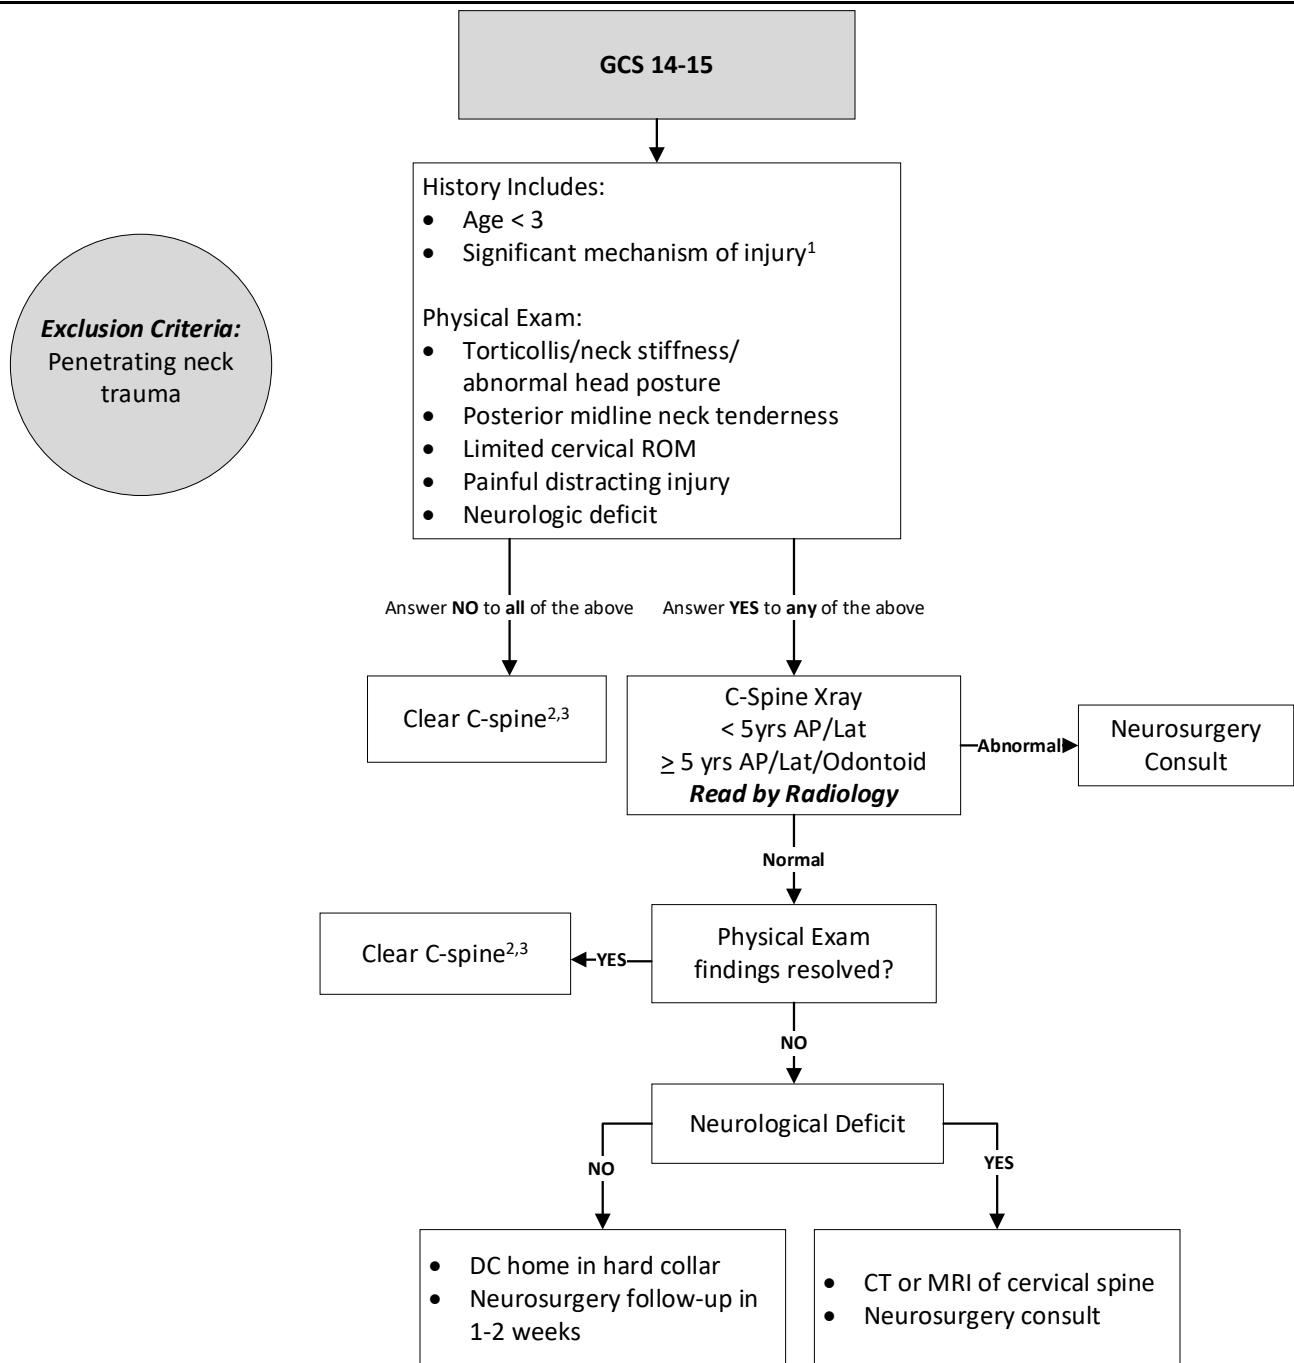 GCS 14-15
History Includes:
• Age < 3
• Significant mechanism of injury¹
Physical Exam:
• Torticollis/neck stiffness/
abnormal head posture
• Posterior midline neck tenderness
• Limited cervical ROM
• Painful distracting injury
• Neurologic deficit
Exclusion Criteria:
Penetrating neck
trauma
Answer NO to all of the above
Answer YES to any of the above
Clear C-spine²,³
C-Spine Xray
< 5yrs AP/Lat
≥ 5 yrs AP/Lat/Odontoid
Read by Radiology
Abnormal
Neurosurgery
Consult
Normal
Physical Exam
findings resolved?
YES
Clear C-spine²,³
NO
Neurological Deficit
NO
YES
• DC home in hard collar
• Neurosurgery follow-up in
1-2 weeks
• CT or MRI of cervical spine
• Neurosurgery consult